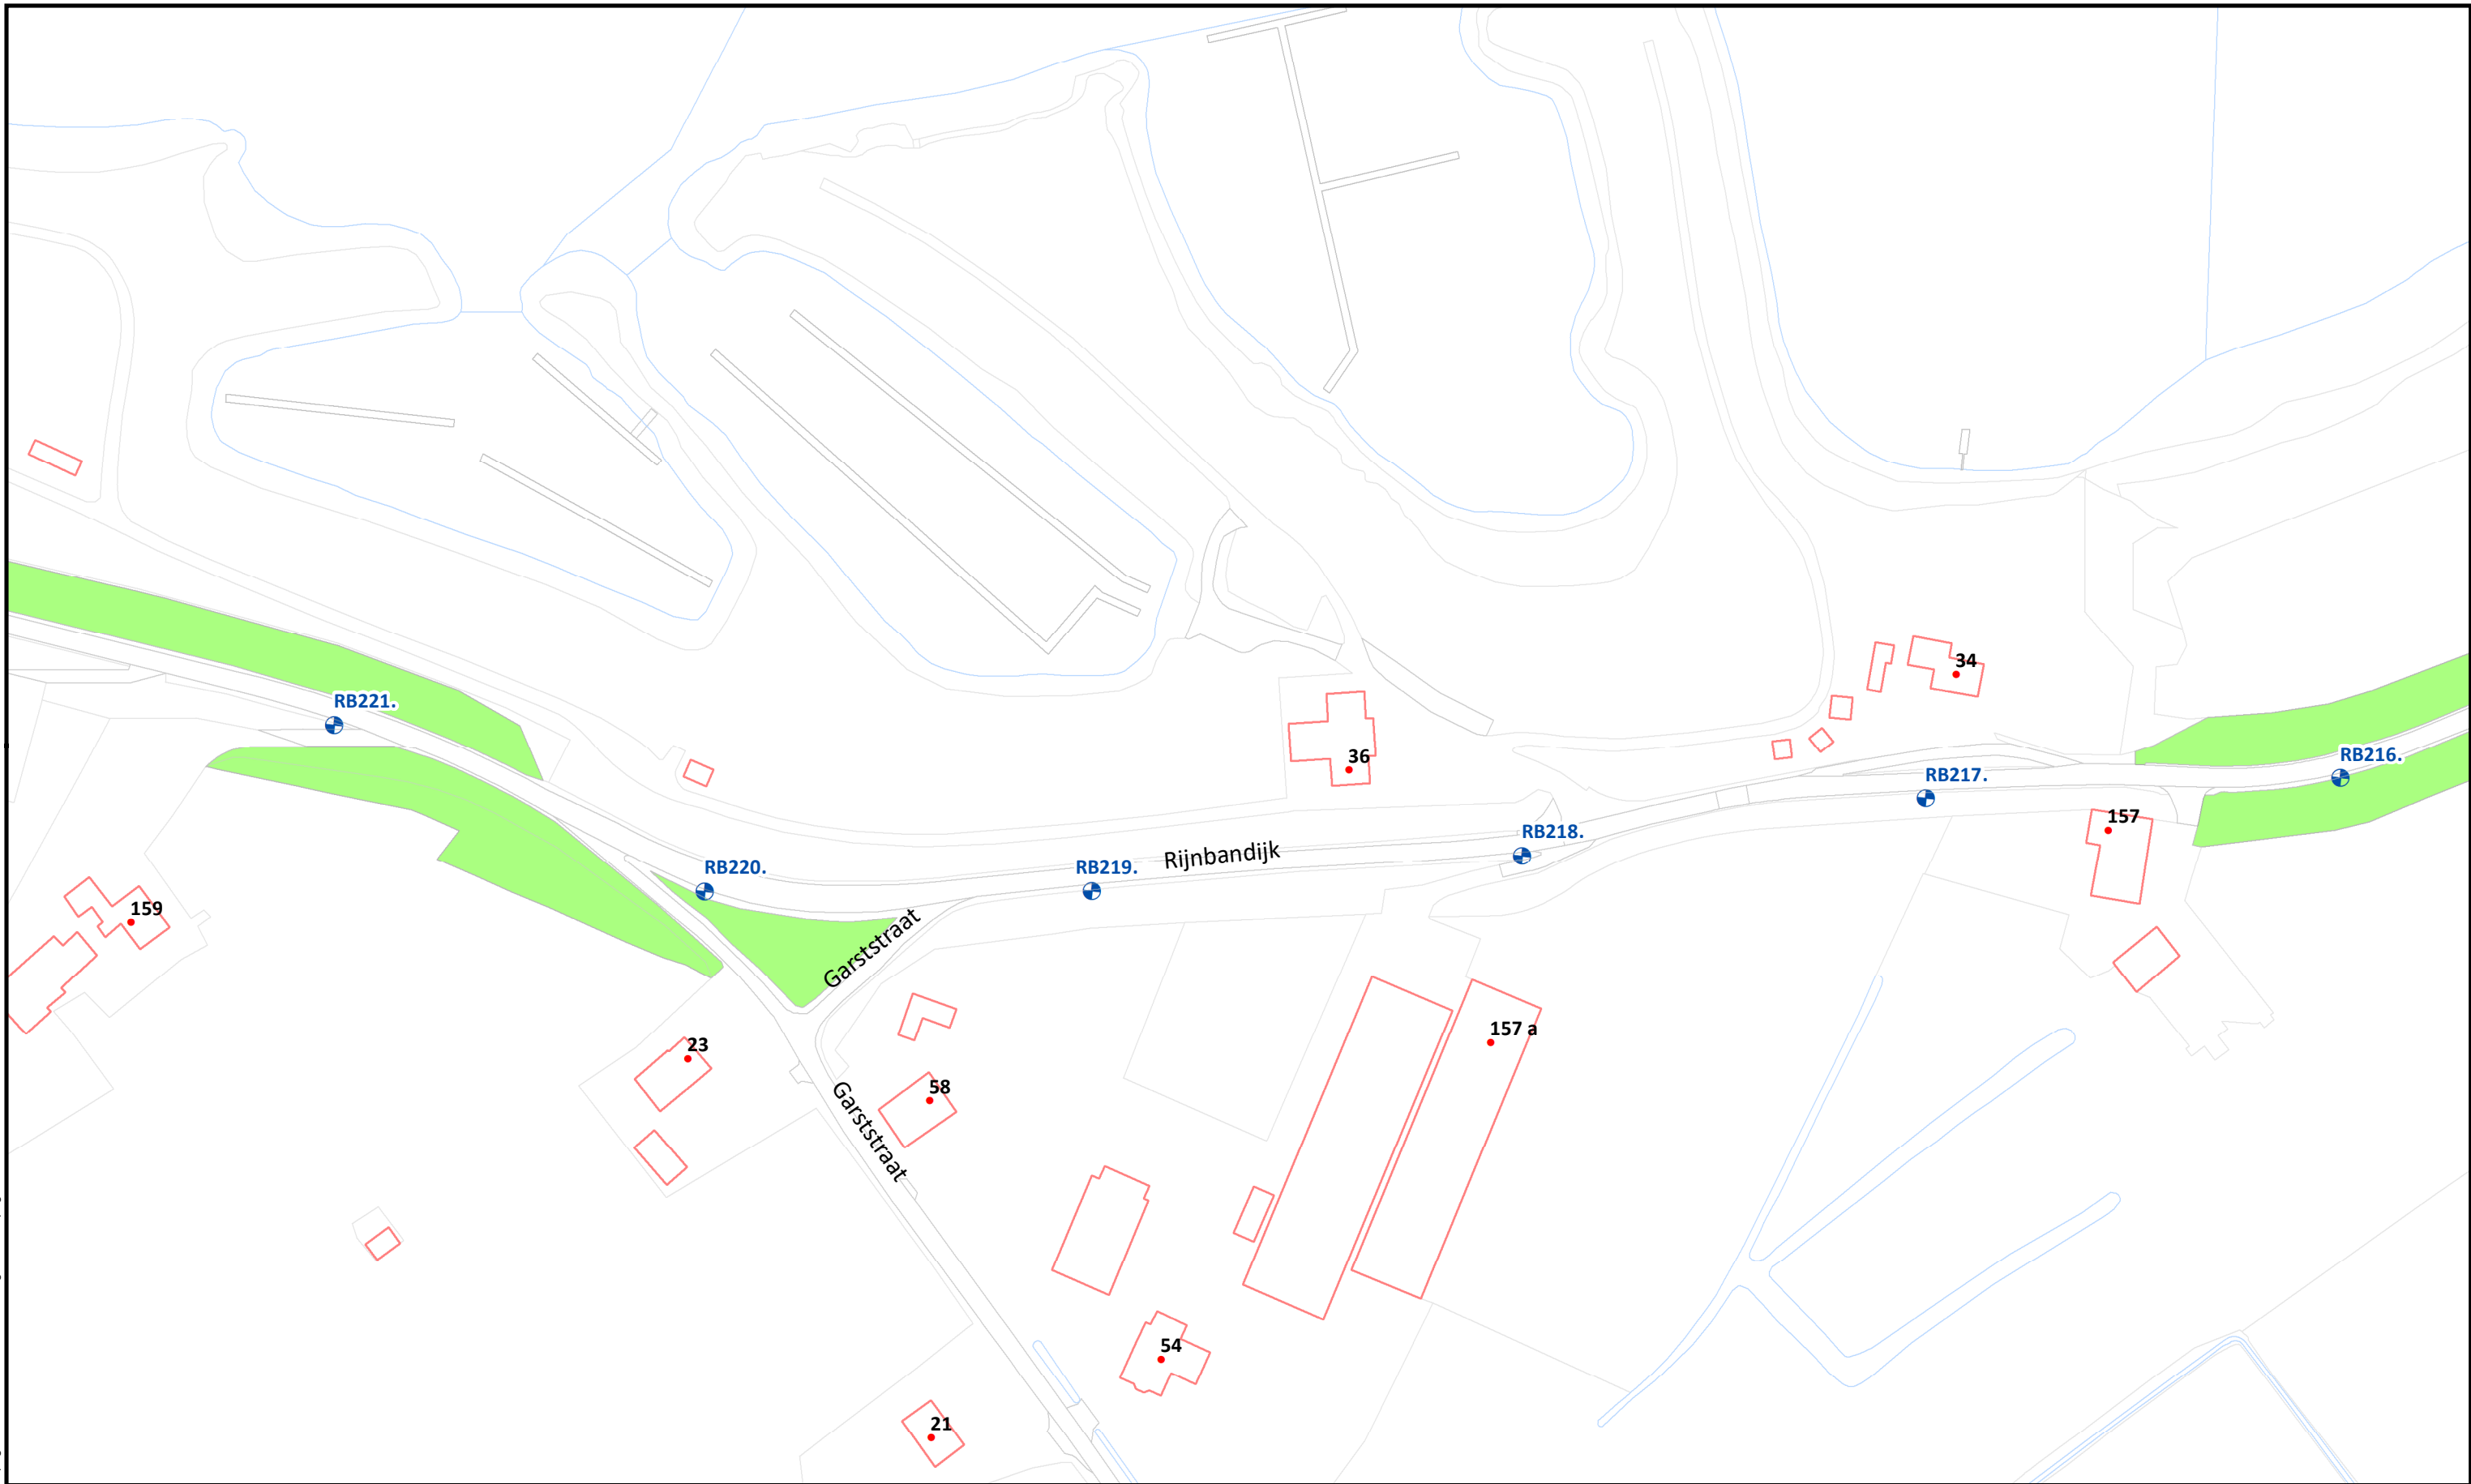 34
RB221.
RB216.
36
RB217.
157
RB218.
Rijnbandijk
RB220.
RB219.
159
Garststraat
157 a
23
58
Garststraat
54
21